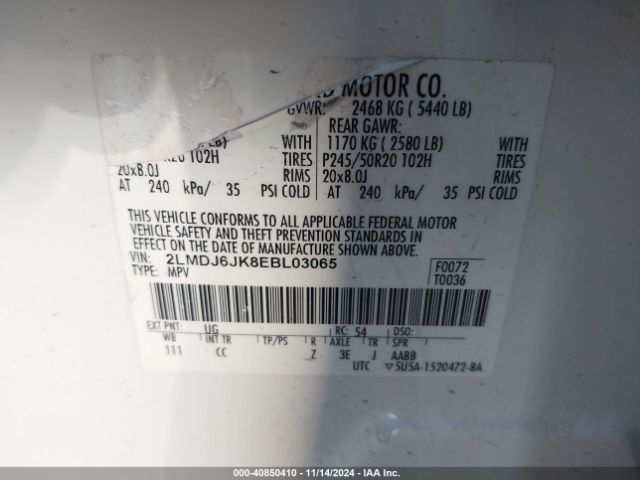 MOTOR CO.
GVWR: 2468 KG ( 5440 LB)
REAR GAWR:
LB) WITH 1170 KG ( 2580 LB) WITH
R20 102H TIRES P245/50R20 102H TIRES
20x8.0J RIMS 20x8.0J RIMS
AT 240 kPa/ 35 PSI COLD AT 240 kPa/ 35 PSI COLD
THIS VEHICLE CONFORMS TO ALL APPLICABLE FEDERAL MOTOR
VEHICLE SAFETY AND THEFT PREVENTION STANDARDS IN
EFFECT ON THE DATE OF MANUFACTURE SHOWN ABOVE.
VIN: 2LMDJ6JK8EBL03065 F0072
TYPE: MPV T0036
EXT PNT: UG RC: 54 DSO:
WB INT TR TP/PS R AXLE TR SPR
111 CC Z 3E J AABB
UTC ▽5U5A-1520472-BA
000-40850410 - 11/14/2024 - IAA Inc.